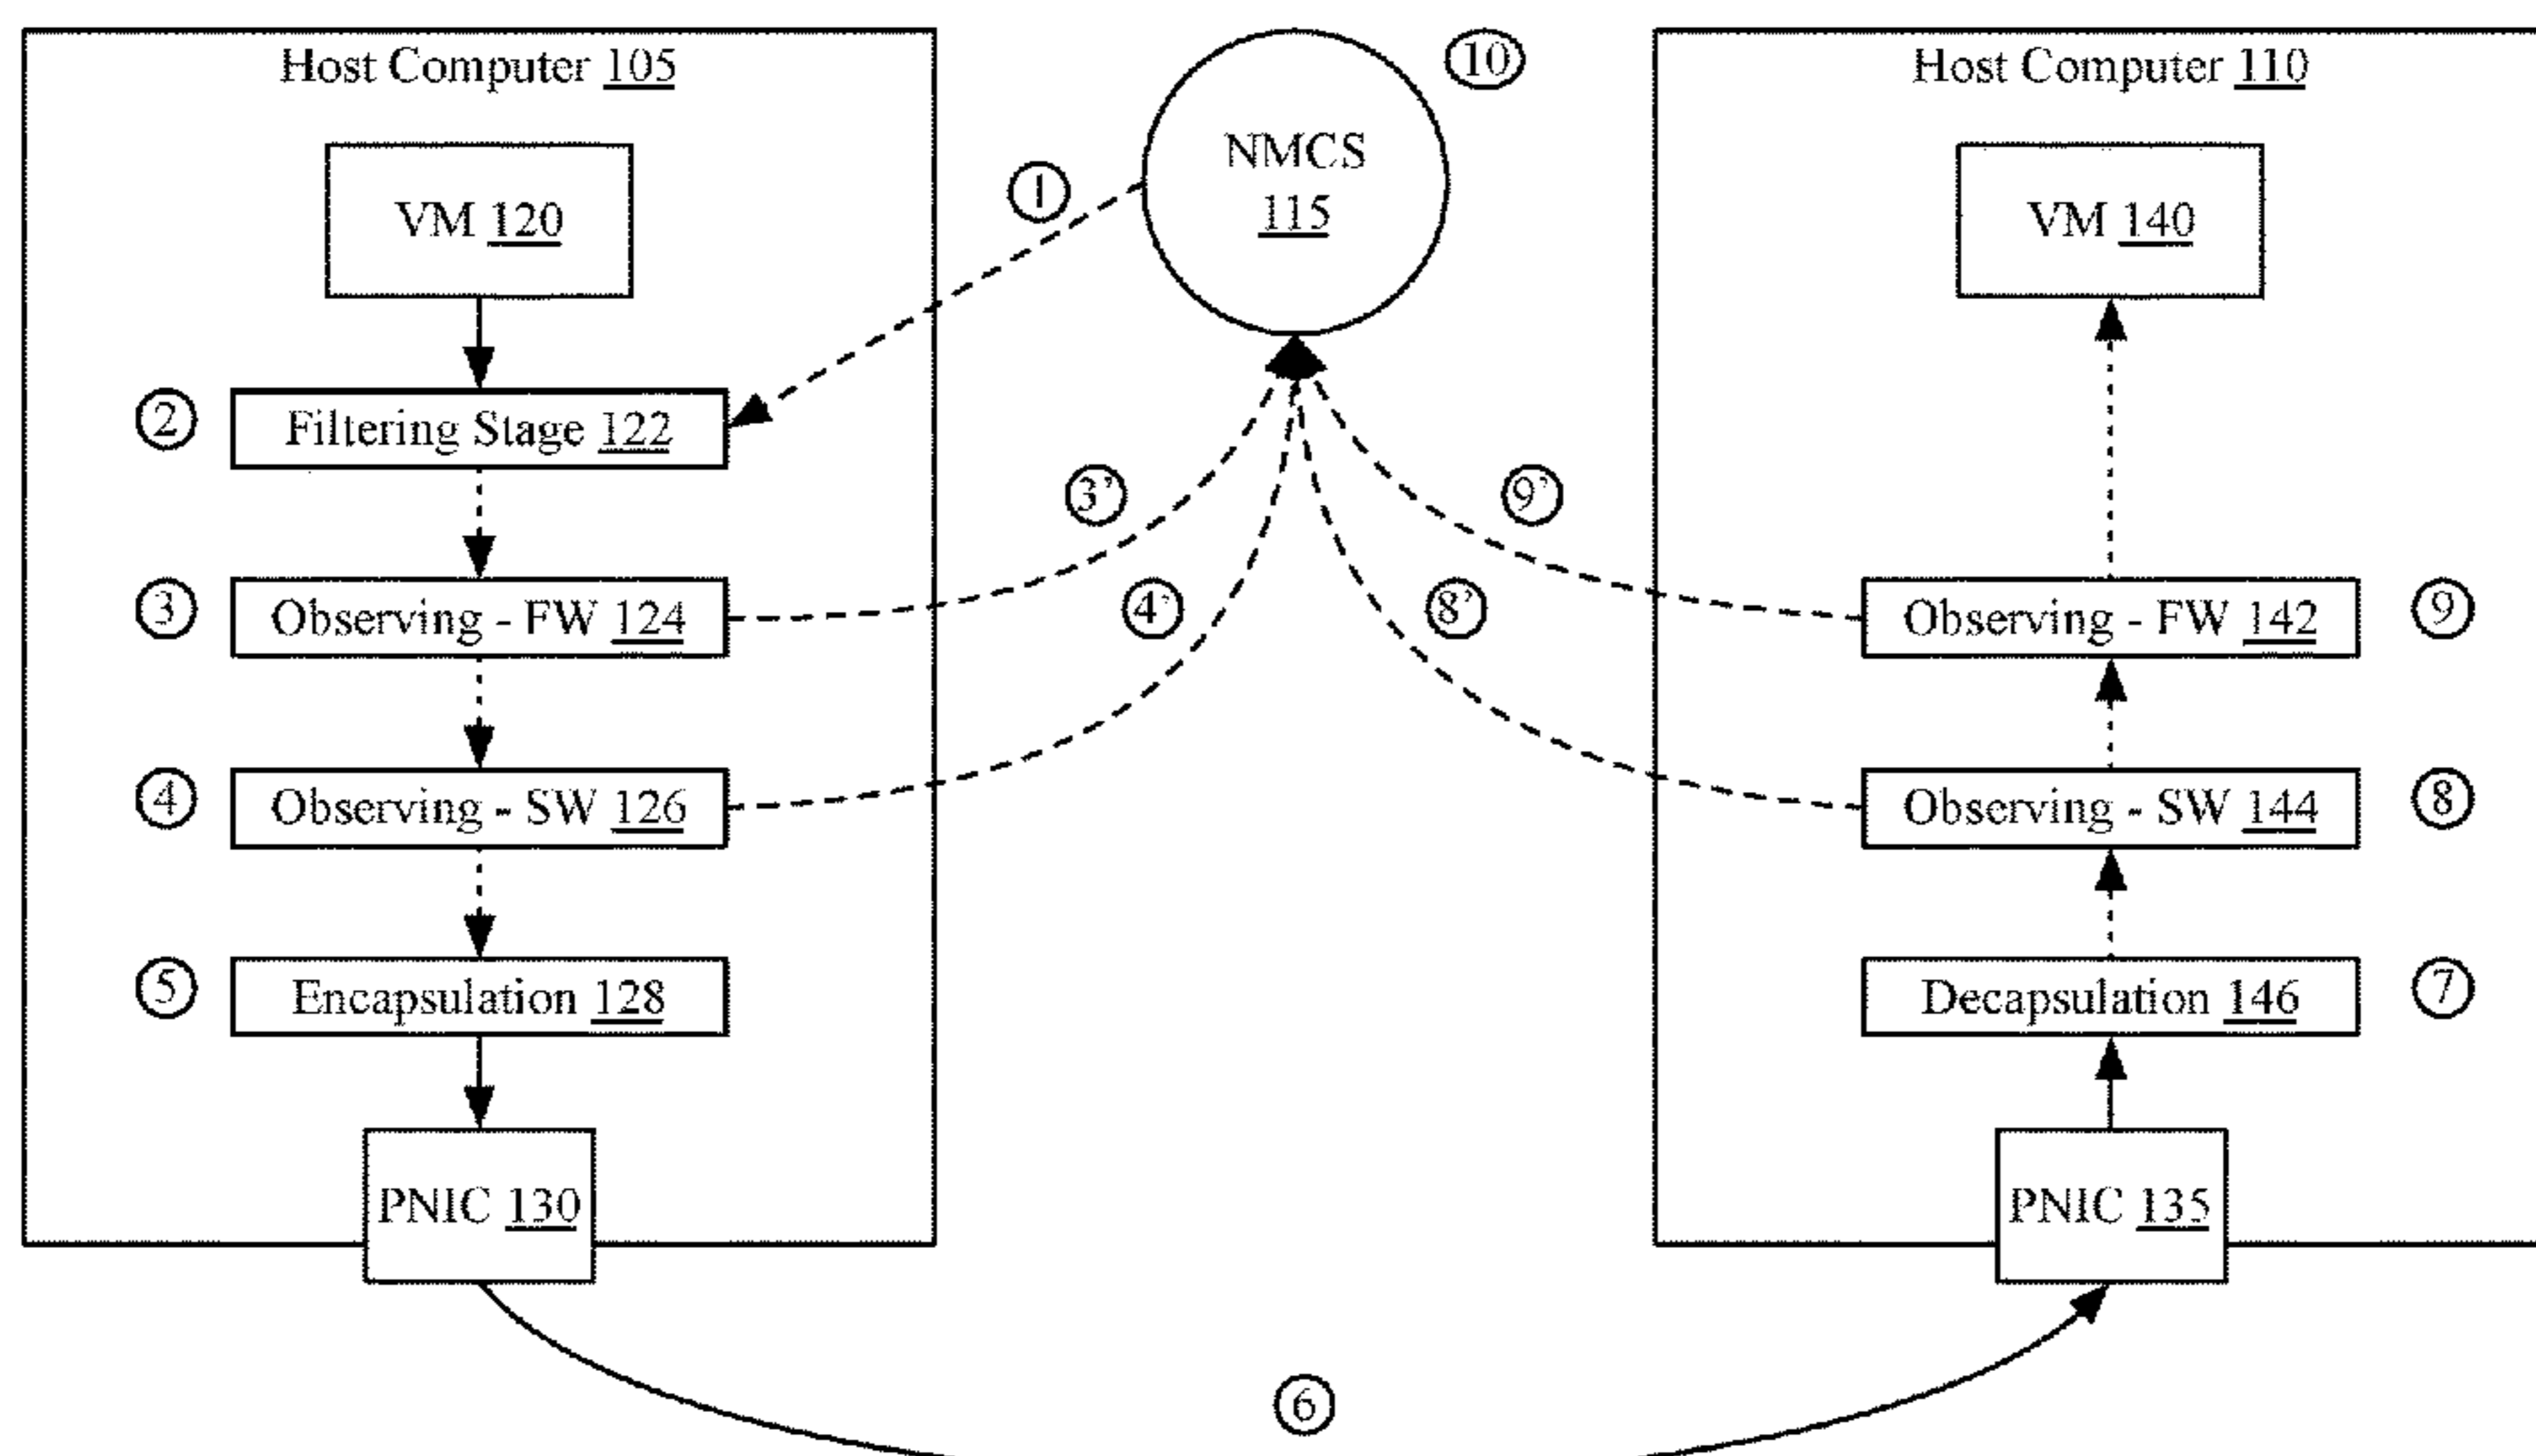 Host Computer 105
VM 120
② Filtering Stage 122
③ Observing - FW 124
④ Observing - SW 126
⑤ Encapsulation 128
PNIC 130
①
NMCS
115
⑩
3’
4’
9’
8’
⑥
Host Computer 110
VM 140
Observing - FW 142 ⑨
Observing - SW 144 ⑧
Decapsulation 146 ⑦
PNIC 135